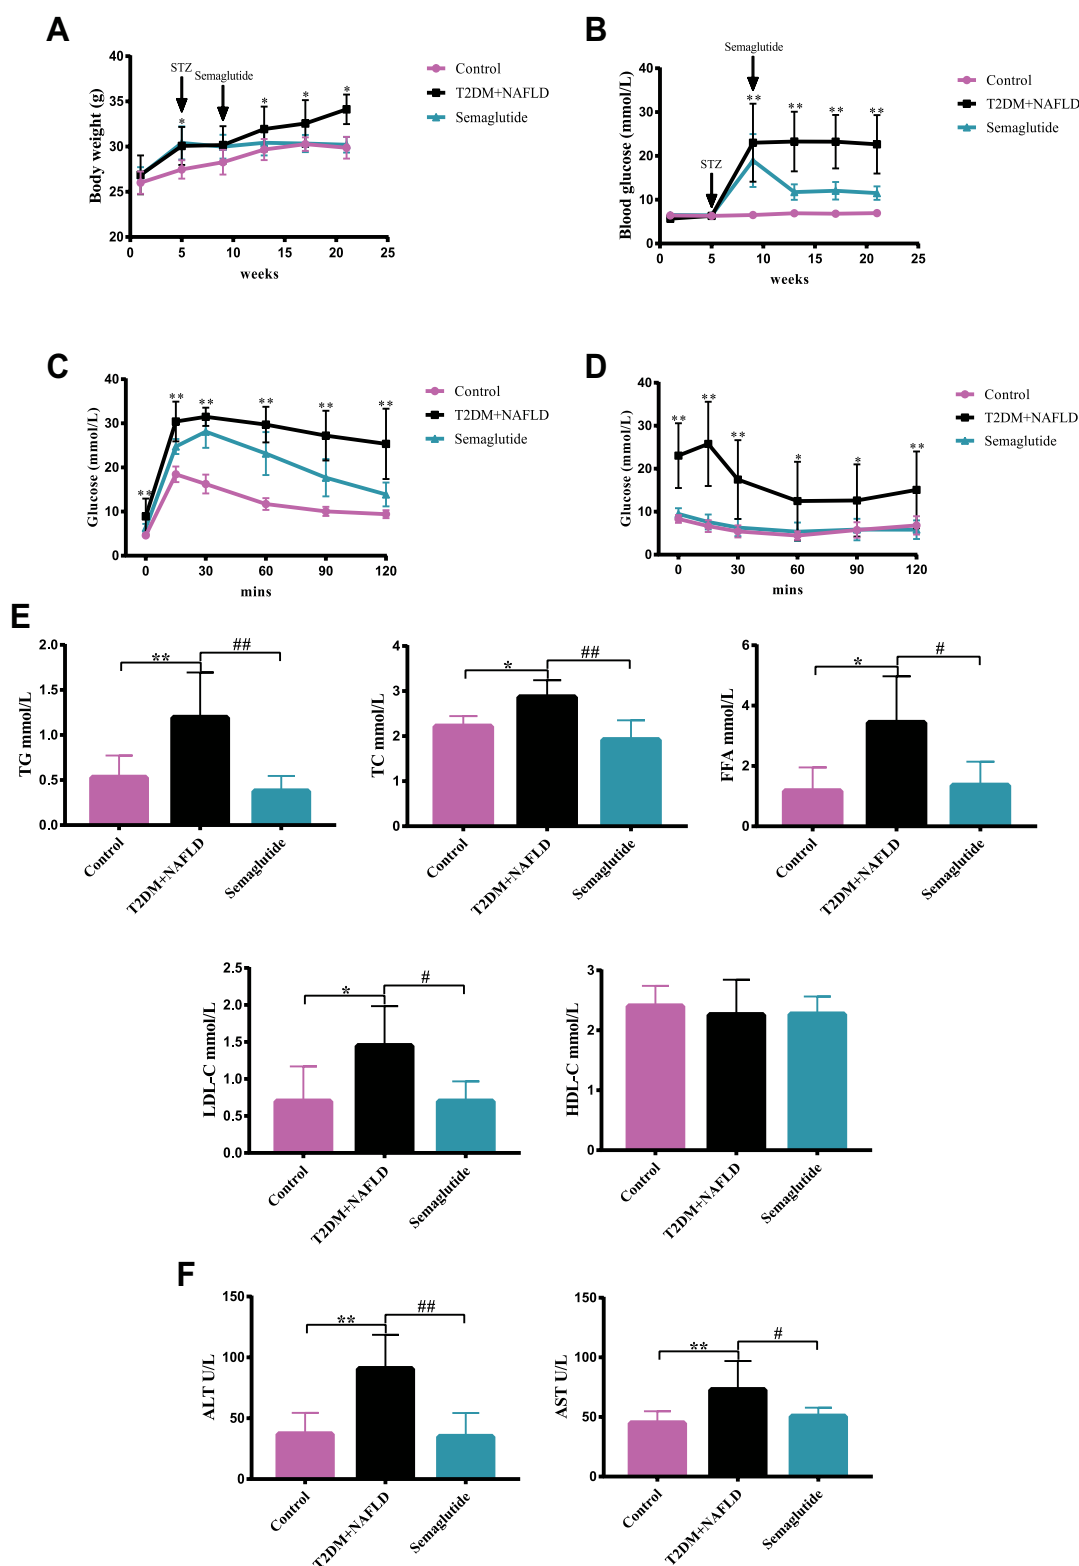 A
Body weight (g)
40
35
30
25
20
0
5
10
15
20
25
weeks
STZ
Semaglutide
*
*
*
*
Control
T2DM+NAFLD
Semaglutide
B
Blood glucose (mmol/L)
40
30
20
10
0
0
5
10
15
20
25
weeks
STZ
Semaglutide
**
**
**
**
Control
T2DM+NAFLD
Semaglutide
C
Glucose (mmol/L)
40
30
20
10
0
0
30
60
90
120
mins
**
**
**
**
**
**
Control
T2DM+NAFLD
Semaglutide
D
Glucose (mmol/L)
40
30
20
10
0
0
30
60
90
120
mins
**
**
**
*
*
**
Control
T2DM+NAFLD
Semaglutide
E
TG mmol/L
2.0
1.5
1.0
0.5
0.0
**
##
Control
T2DM+NAFLD
Semaglutide
TC mmol/L
4
3
2
1
0
*
##
Control
T2DM+NAFLD
Semaglutide
FFA mmol/L
6
4
2
0
*
#
Control
T2DM+NAFLD
Semaglutide
LDL-C mmol/L
2.5
2.0
1.5
1.0
0.5
0.0
*
#
Control
T2DM+NAFLD
Semaglutide
HDL-C mmol/L
3
2
1
0
Control
T2DM+NAFLD
Semaglutide
F
ALT U/L
150
100
50
0
**
##
Control
T2DM+NAFLD
Semaglutide
AST U/L
150
100
50
0
**
#
Control
T2DM+NAFLD
Semaglutide